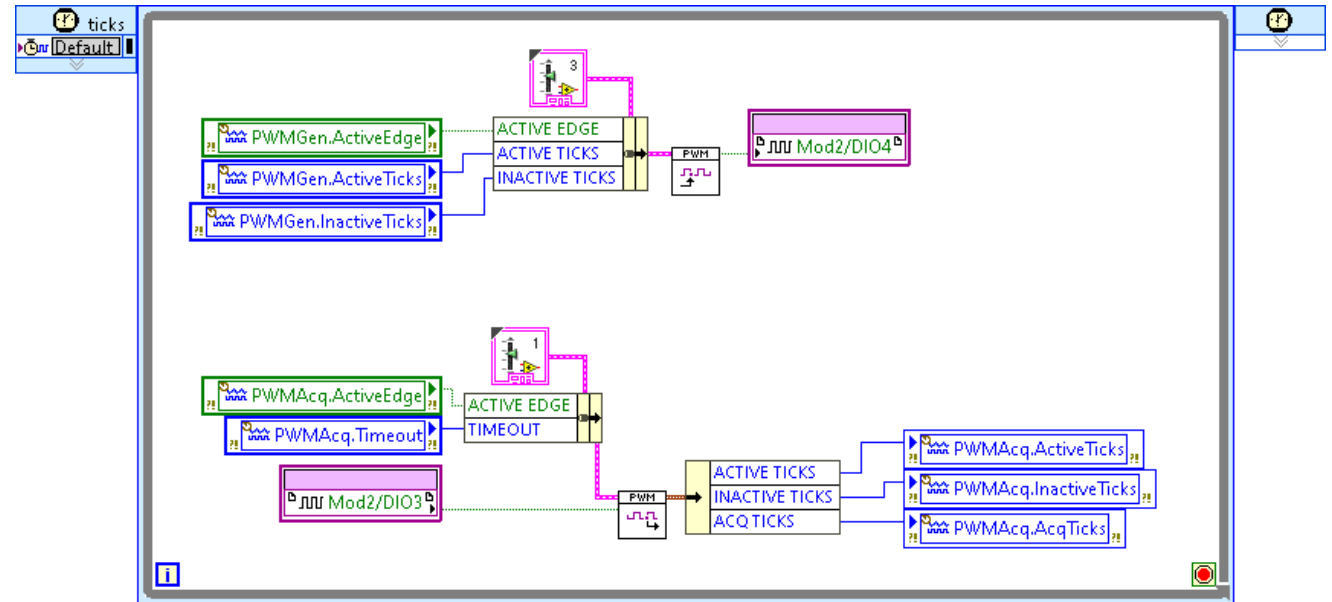 ticks
Default
3
PWMGen.ActiveEdge
ACTIVE EDGE
PWMGen.ActiveTicks
ACTIVE TICKS
PWMGen.InactiveTicks
INACTIVE TICKS
PWM
Mod2/DIO4
1
PWMAcq.ActiveEdge
ACTIVE EDGE
PWMAcq.Timeout
TIMEOUT
Mod2/DIO3
PWM
ACTIVE TICKS
INACTIVE TICKS
ACQ TICKS
PWMAcq.ActiveTicks
PWMAcq.InactiveTicks
PWMAcq.AcqTicks
i